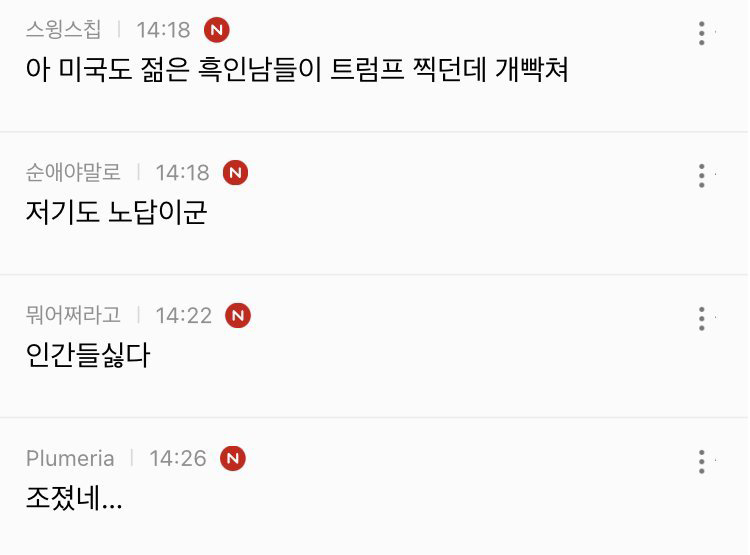 스윙스칩 | 14:18 N
아 미국도 젊은 흑인남들이 트럼프 찍던데 개빡쳐
순애야말로 | 14:18 N
저기도 노답이군
뭐어쩌라고 | 14:22 N
인간들싫다
Plumeria | 14:26 N
조졌네...